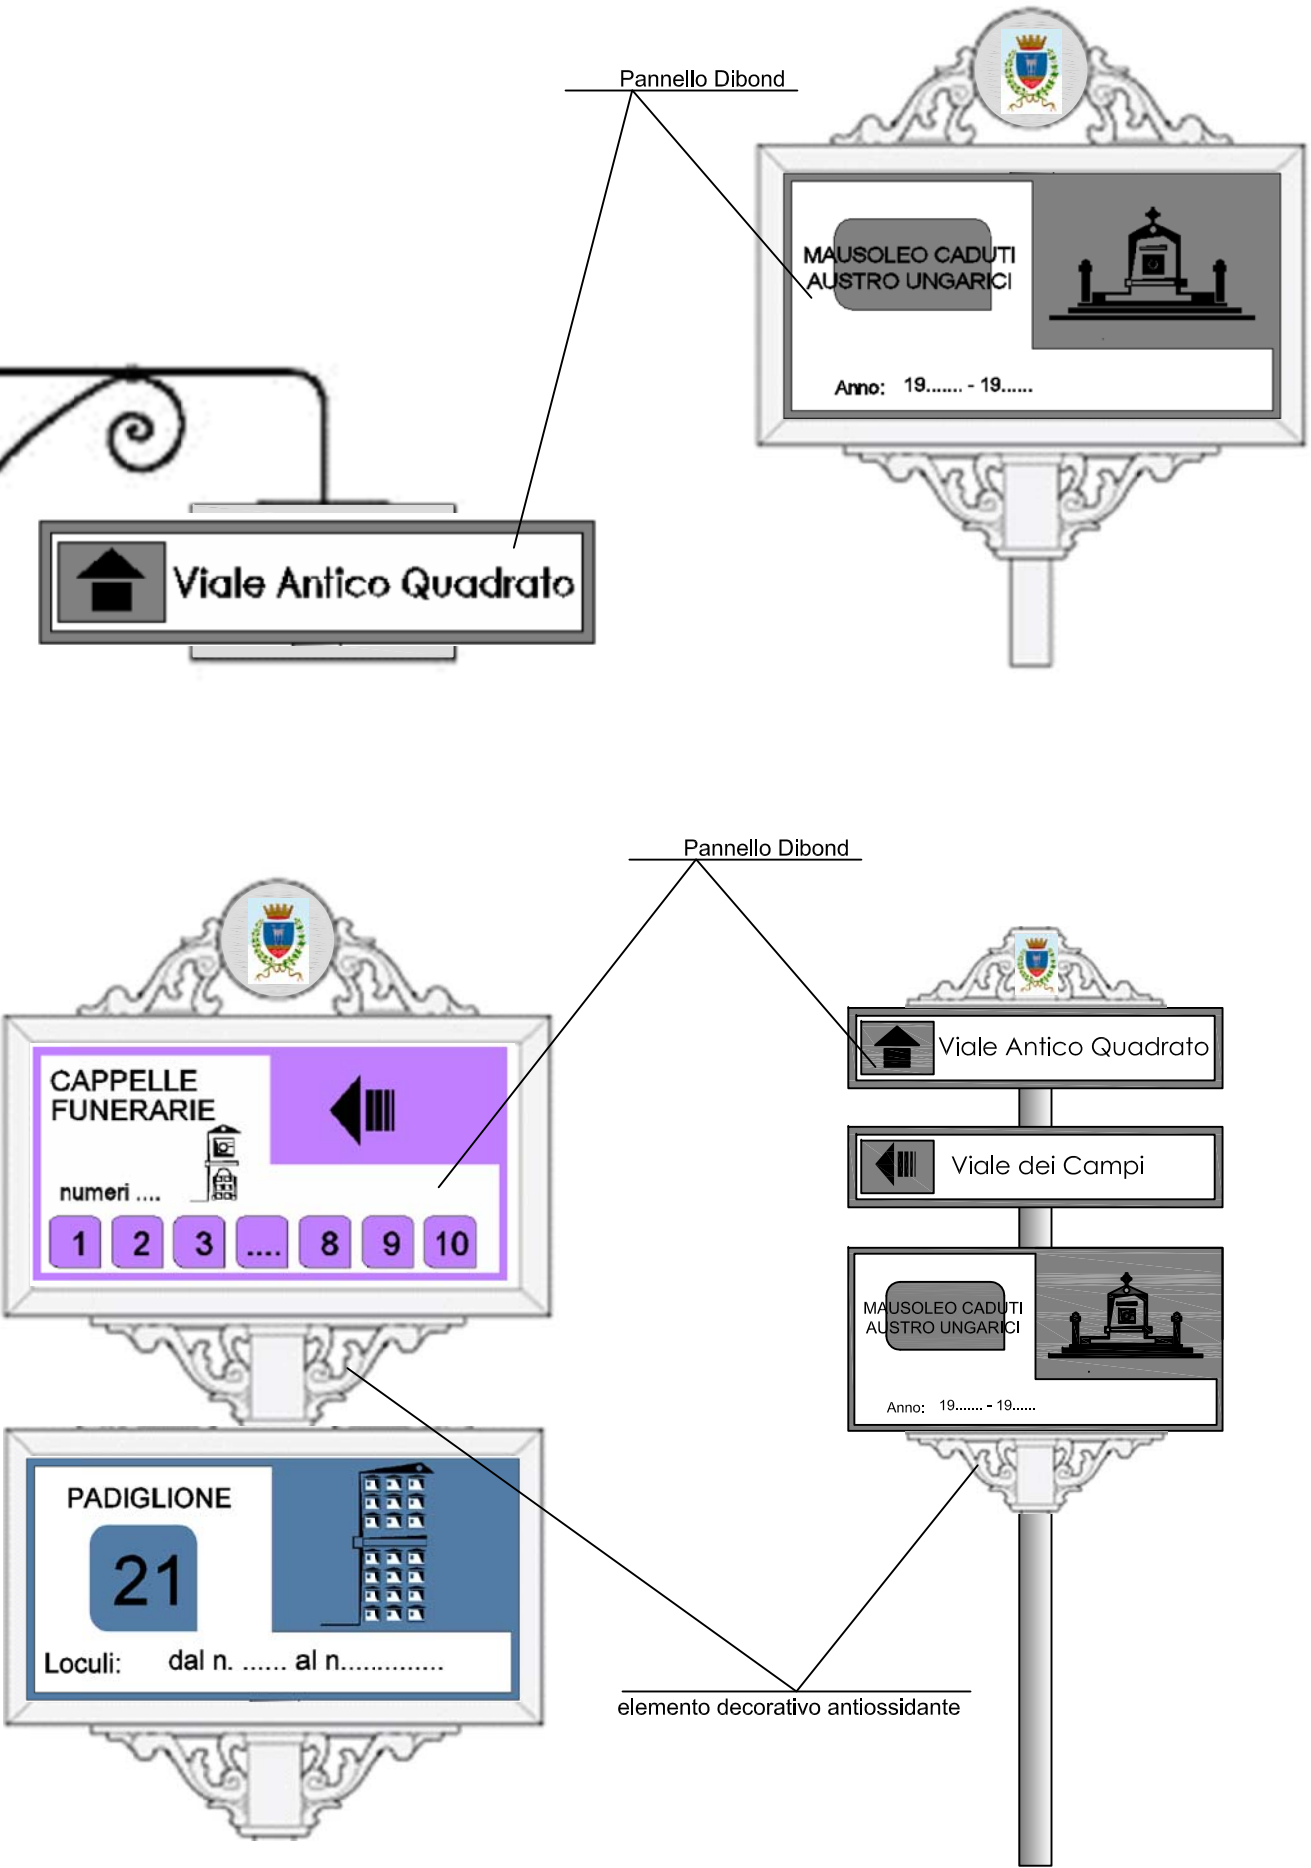 Pannello Dibond
MAUSOLEO CADUTI
AUSTRO UNGARICI
Anno: 19....... - 19......
Viale Antico Quadrato
Pannello Dibond
CAPPELLE
FUNERARIE
numeri ....
1 2 3 .... 8 9 10
PADIGLIONE
21
Loculi: dal n. ...... al n..............
Viale Antico Quadrato
Viale dei Campi
MAUSOLEO CADUTI
AUSTRO UNGARICI
Anno: 19....... - 19......
elemento decorativo antiossidante